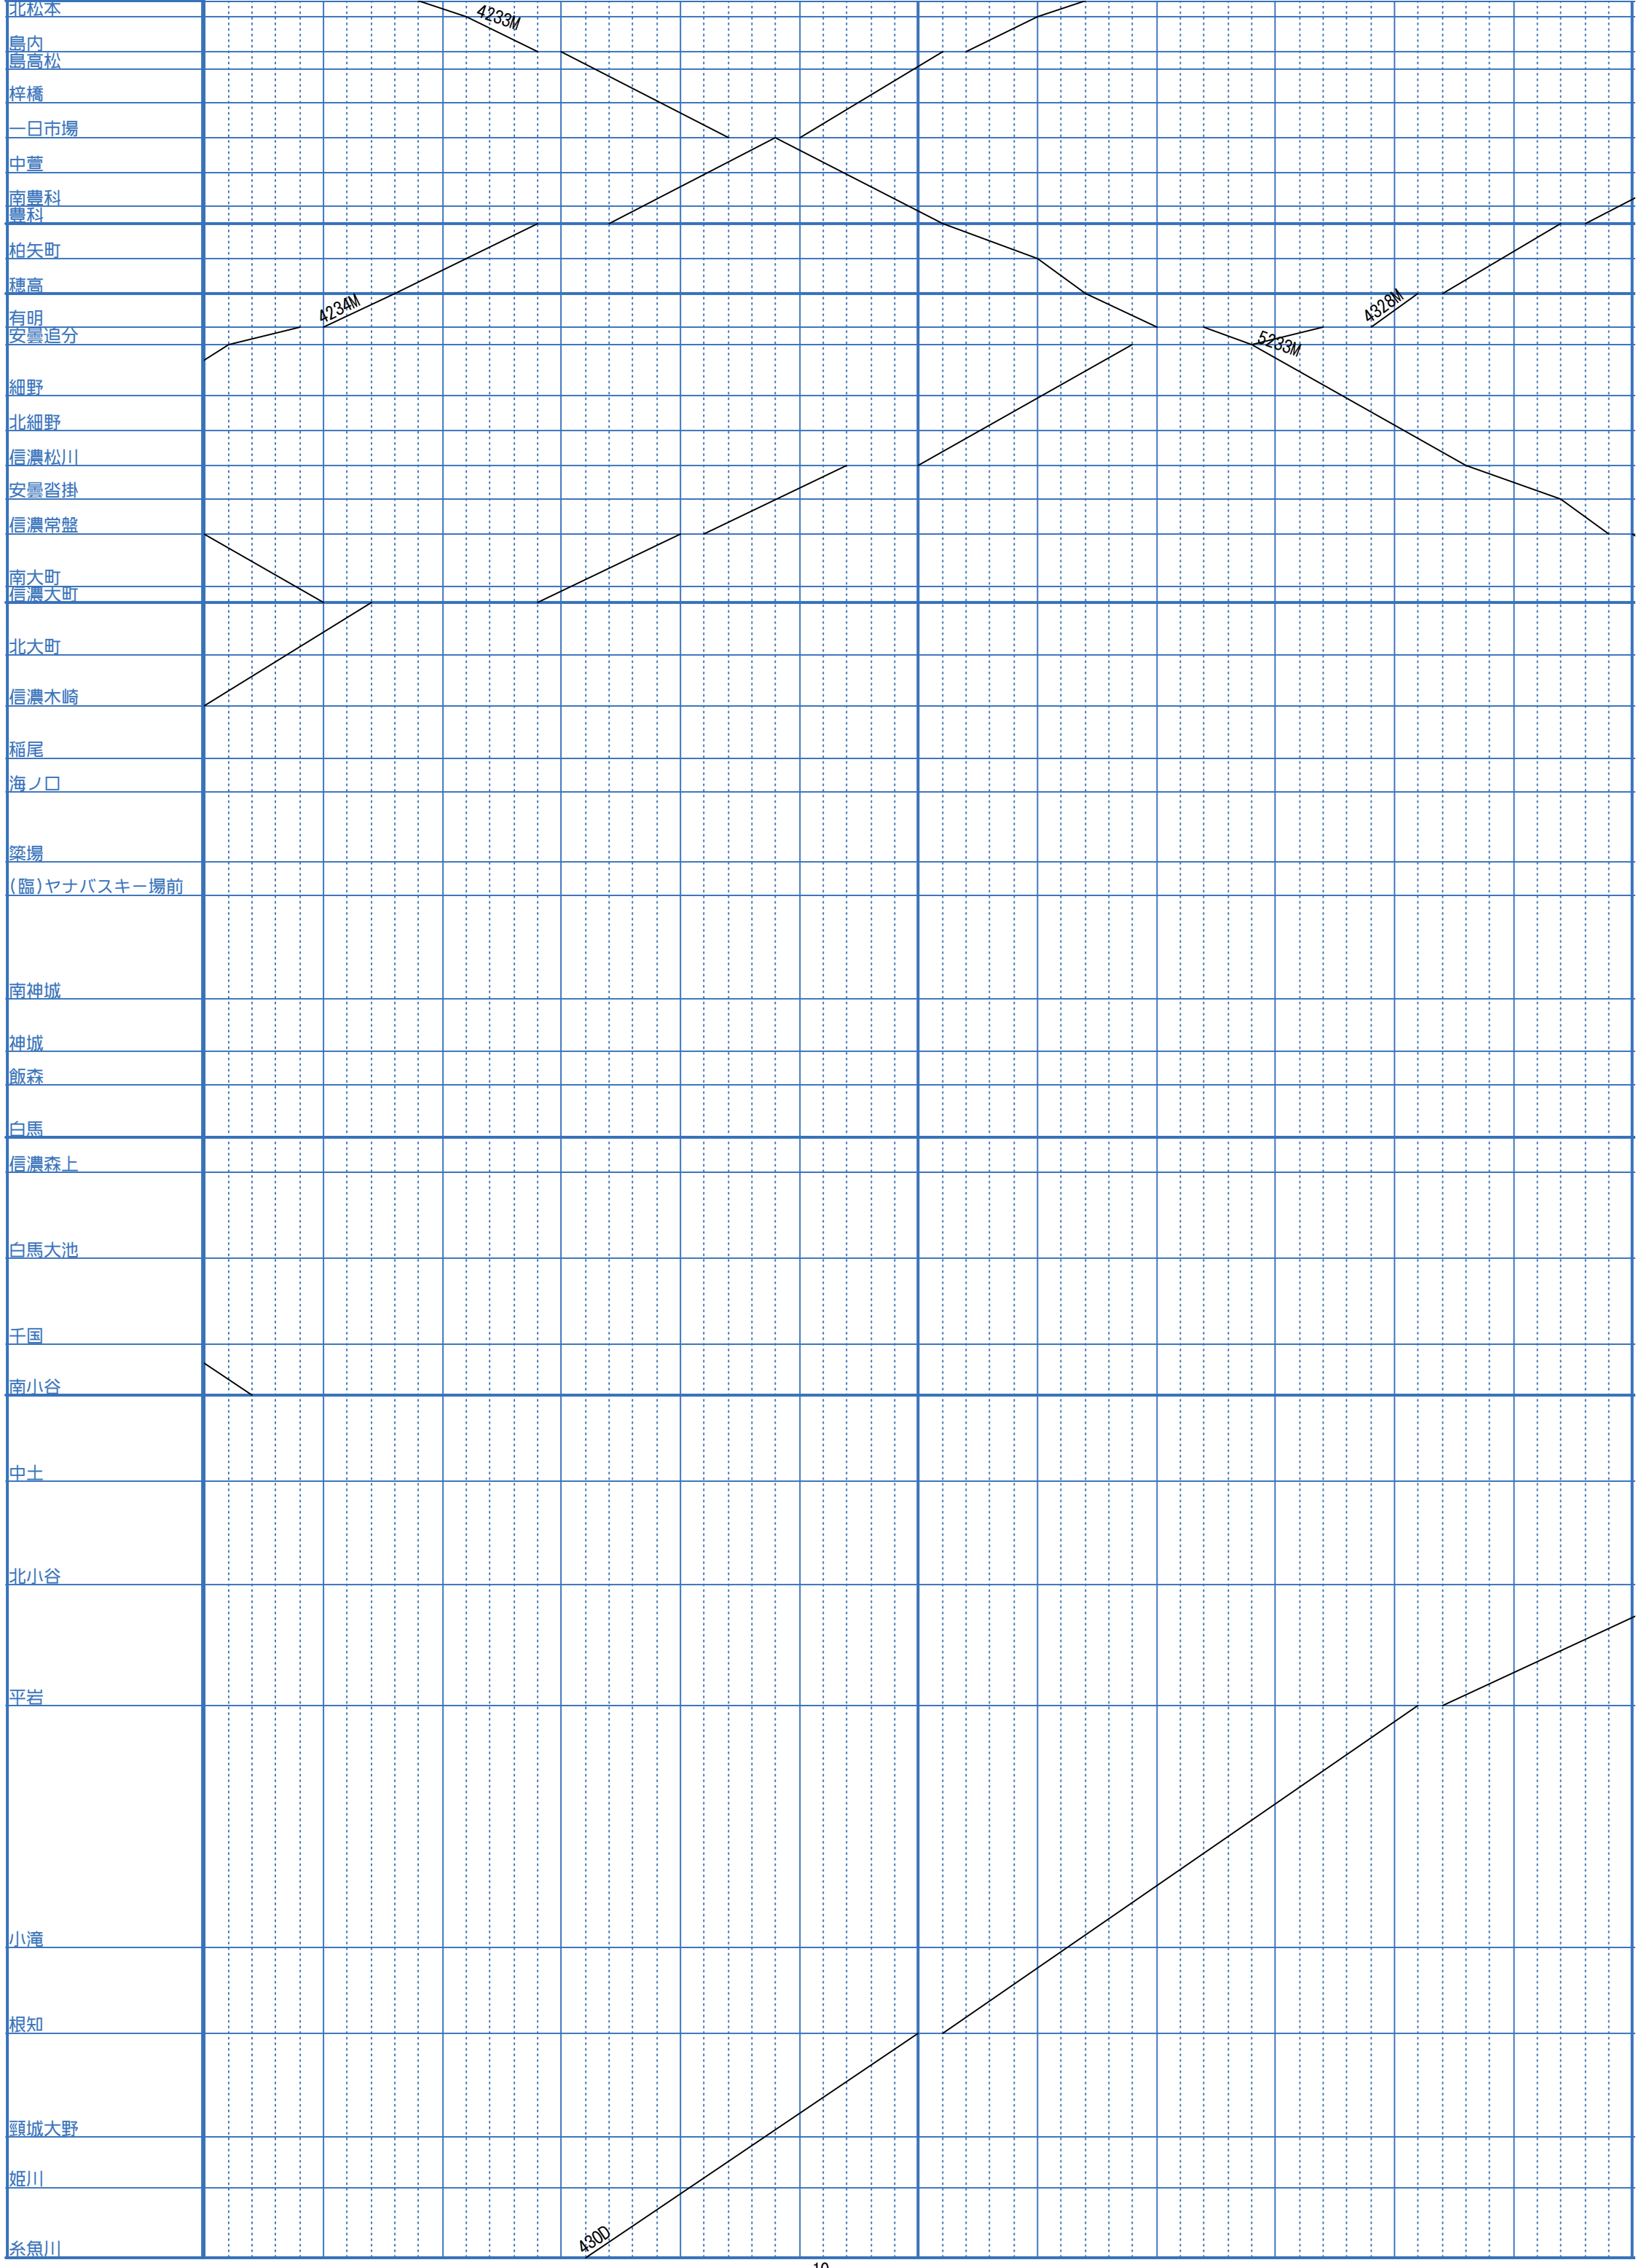 北松本
4233M
島内
島高松
梓橋
一日市場
中萱
南豊科
豊科
柏矢町
穂高
4234M
4328M
有明
安曇追分
5233M
細野
北細野
信濃松川
安曇沓掛
信濃常盤
南大町
信濃大町
北大町
信濃木崎
稲尾
海ノ口
簗場
(臨)ヤナバスキー場前
南神城
神城
飯森
白馬
信濃森上
白馬大池
千国
南小谷
中土
北小谷
平岩
小滝
根知
頸城大野
姫川
430D
糸魚川
10